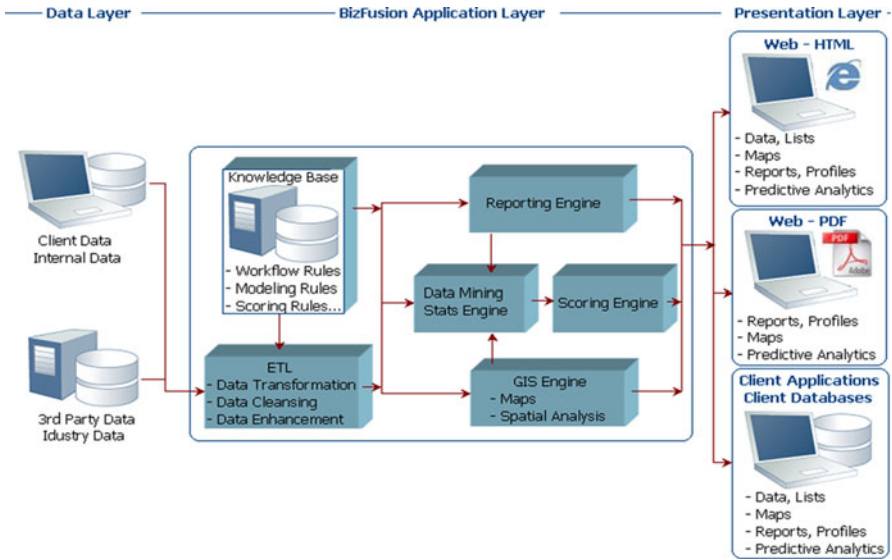 Data Layer
BizFusion Application Layer
Presentation Layer
Client Data
Internal Data
3rd Party Data
Idustry Data
Knowledge Base
- Workflow Rules
- Modeling Rules
- Scoring Rules...
ETL
- Data Transformation
- Data Cleansing
- Data Enhancement
Reporting Engine
Data Mining
Stats Engine
Scoring Engine
GIS Engine
- Maps
- Spatial Analysis
Web - HTML
- Data, Lists
- Maps
- Reports, Profiles
- Predictive Analytics
Web - PDF
PDF
Adobe
- Reports, Profiles
- Maps
- Predictive Analytics
Client Applications
Client Databases
- Data, Lists
- Maps
- Reports, Profiles
- Predictive Analytics